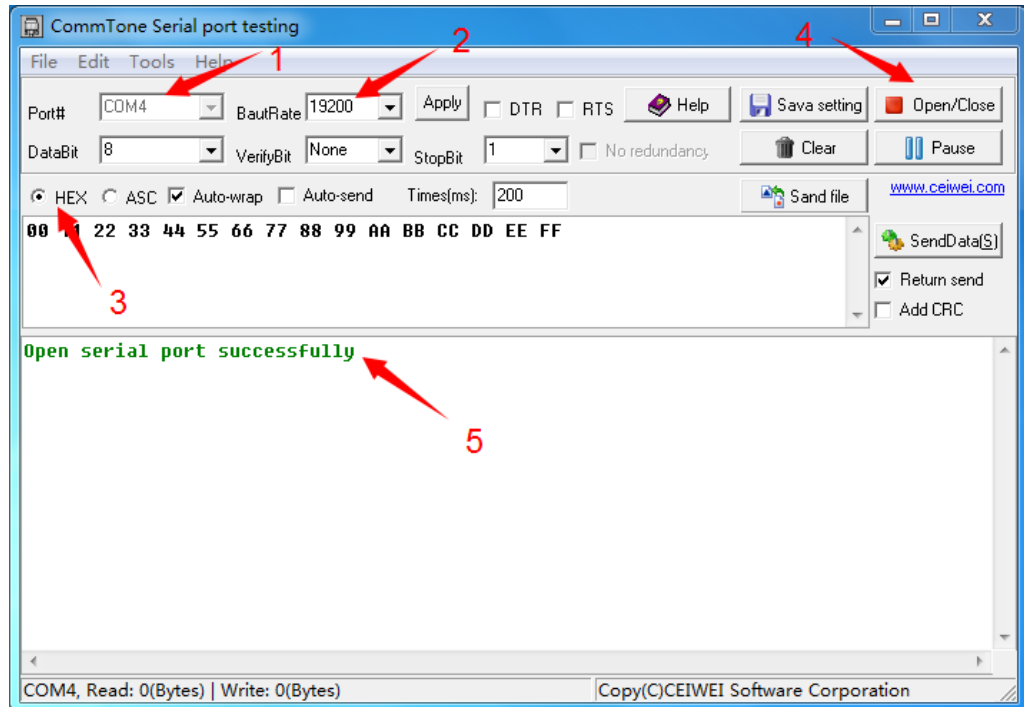 CommTone Serial port testing
4
2
File Edit Tools Help
1
Port# COM4 BautRate 19200 Apply DTR RTS Help Sava setting Open/Close
DataBit 8 VerifyBit None StopBit 1 No redundancy Clear Pause
HEX ASC Auto-wrap Auto-send Times(ms): 200 Sand file www.ceiwei.com
00 11 22 33 44 55 66 77 88 99 AA BB CC DD EE FF
SendData(S)
Return send
3
Add CRC
Open serial port successfully
5
COM4, Read: 0(Bytes) | Write: 0(Bytes) Copy(C)CEIWEI Software Corporation